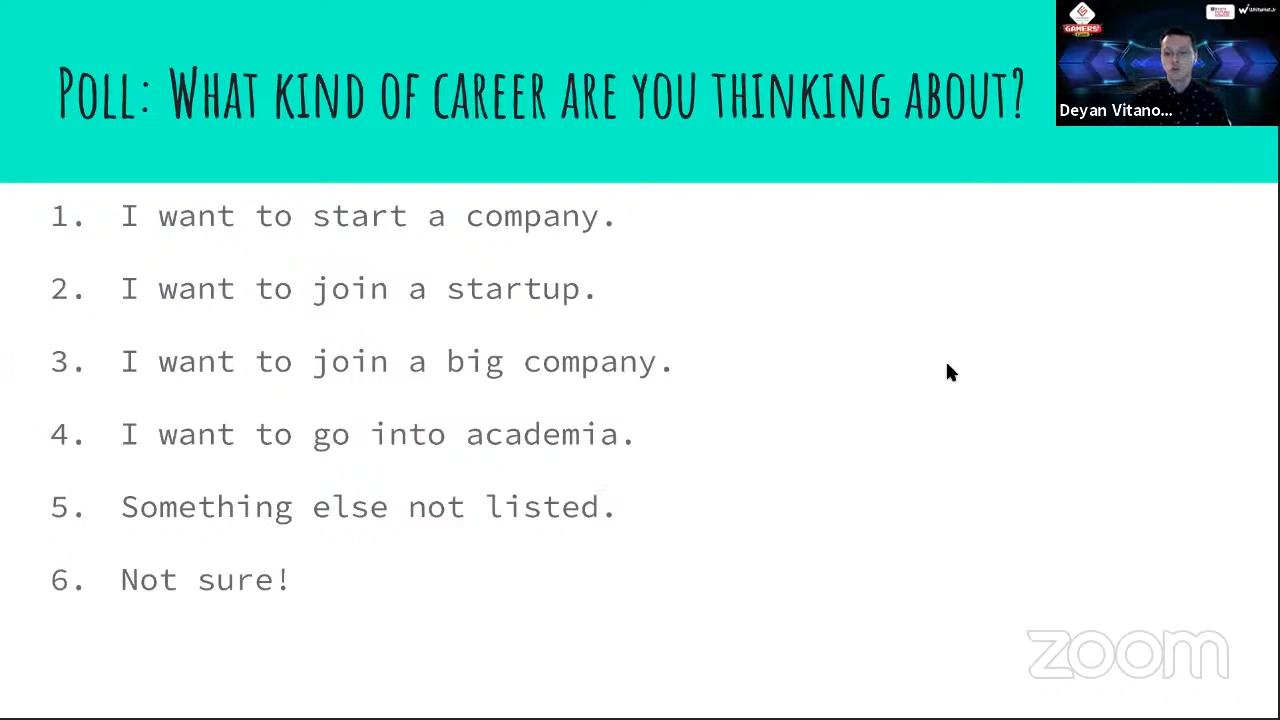 Poll: What kind of career are you thinking about?
GAMERS'
WhiteHat Jr
Deyan Vitano...
1. I want to start a company.
2. I want to join a startup.
3. I want to join a big company.
4. I want to go into academia.
5. Something else not listed.
6. Not sure!
zoom